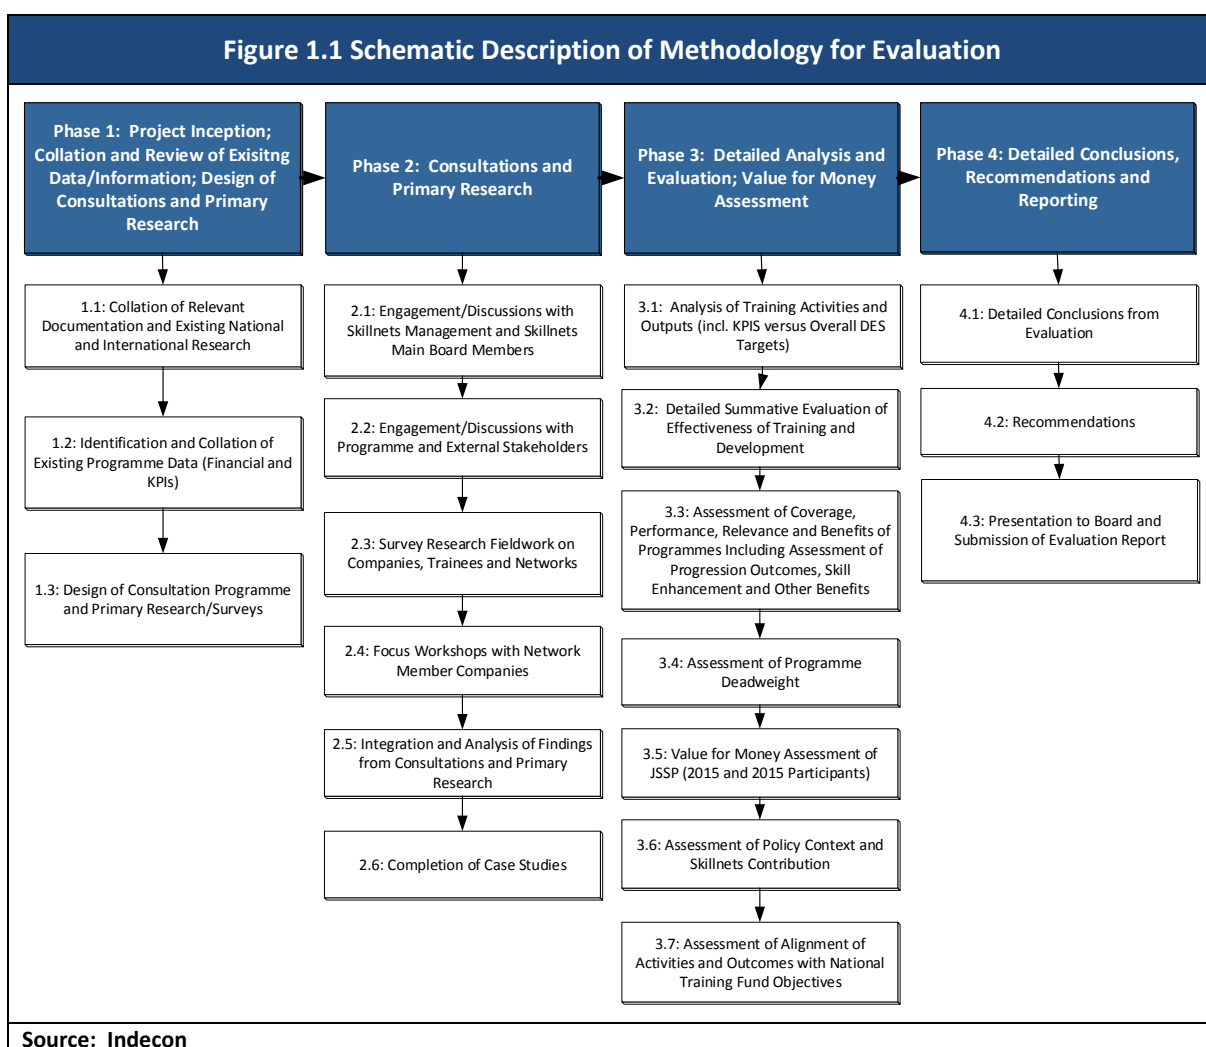 Figure 1.1 Schematic Description of Methodology for Evaluation
Phase 1: Project Inception;
Collation and Review of Exisitng
Data/Information; Design of
Consultations and Primary
Research
1.1: Collation of Relevant
Documentation and Existing National
and International Research
1.2: Identification and Collation of
Existing Programme Data (Financial and
KPIs)
1.3: Design of Consultation Programme
and Primary Research/Surveys
Phase 2: Consultations and
Primary Research
2.1: Engagement/Discussions with
Skillnets Management and Skillnets
Main Board Members
2.2: Engagement/Discussions with
Programme and External Stakeholders
2.3: Survey Research Fieldwork on
Companies, Trainees and Networks
2.4: Focus Workshops with Network
Member Companies
2.5: Integration and Analysis of Findings
from Consultations and Primary
Research
2.6: Completion of Case Studies
Phase 3: Detailed Analysis and
Evaluation; Value for Money
Assessment
3.1: Analysis of Training Activities and
Outputs (incl. KPIS versus Overall DES
Targets)
3.2: Detailed Summative Evaluation of
Effectiveness of Training and
Development
3.3: Assessment of Coverage,
Performance, Relevance and Benefits of
Programmes Including Assessment of
Progression Outcomes, Skill
Enhancement and Other Benefits
3.4: Assessment of Programme
Deadweight
3.5: Value for Money Assessment of
JSSP (2015 and 2015 Participants)
3.6: Assessment of Policy Context and
Skillnets Contribution
3.7: Assessment of Alignment of
Activities and Outcomes with National
Training Fund Objectives
Phase 4: Detailed Conclusions,
Recommendations and
Reporting
4.1: Detailed Conclusions from
Evaluation
4.2: Recommendations
4.3: Presentation to Board and
Submission of Evaluation Report
Source: Indecon